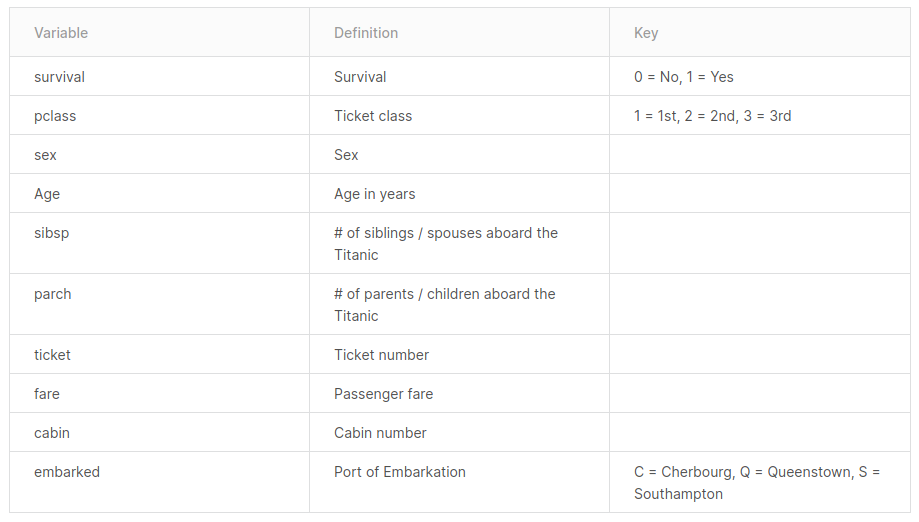 Variable Definition Key
survival Survival 0 = No, 1 = Yes
pclass Ticket class 1 = 1st, 2 = 2nd, 3 = 3rd
sex Sex
Age Age in years
sibsp # of siblings / spouses aboard the
Titanic
parch # of parents / children aboard the
Titanic
ticket Ticket number
fare Passenger fare
cabin Cabin number
embarked Port of Embarkation C = Cherbourg, Q = Queenstown, S =
Southampton